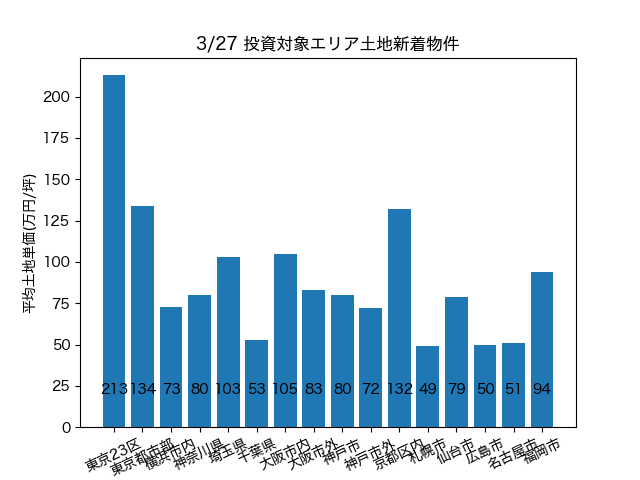 3/27 投資対象エリア土地新着物件
平均土地単価(万円/坪)
200
175
150
125
100
75
50
25
0
213 134 73 80 103 53 105 83 80 72 132 49 79 50 51 94
東京23区 東京都市部 横浜市内 神奈川県 埼玉県 千葉県 大阪市内 大阪市外 神戸市 神戸市外 京都区内 札幌市 仙台市 広島市 名古屋市 福岡市